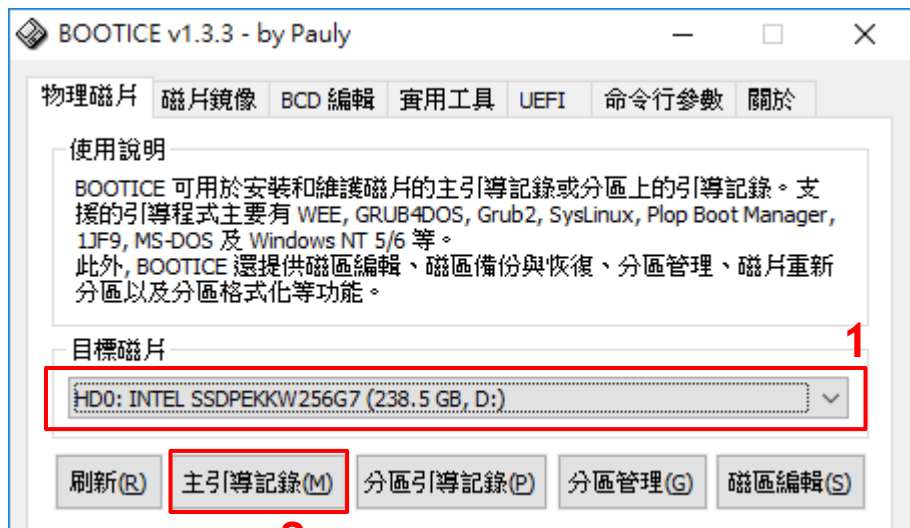 BOOTICE v1.3.3 - by Pauly
物理磁片 磁片鏡像 BCD 編輯 實用工具 UEFI 命令行參數 關於
使用說明
BOOTICE 可用於安裝和維護磁片的主引導記錄或分區上的引導記錄。支
援的引導程式主要有 WEE, GRUB4DOS, Grub2, SysLinux, Plop Boot Manager,
1JF9, MS-DOS 及 Windows NT 5/6 等。
此外, BOOTICE 還提供磁區編輯、磁區備份與恢復、分區管理、磁片重新
分區以及分區格式化等功能。
目標磁片
1
HD0: INTEL SSDPEKKW256G7 (238.5 GB, D:)
刷新(R) 主引導記錄(M) 分區引導記錄(P) 分區管理(G) 磁區編輯(S)